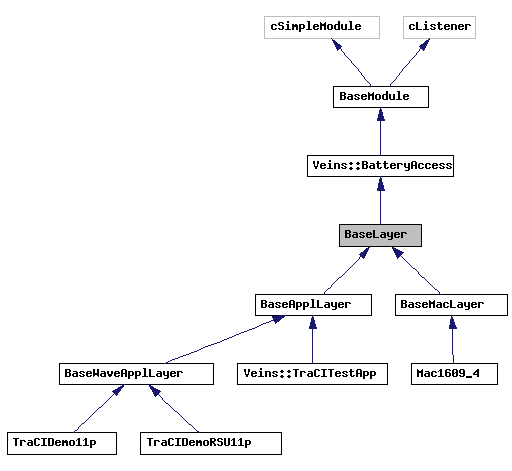 cSimpleModule
cListener
BaseModule
Veins::BatteryAccess
BaseLayer
BaseApplLayer
BaseMacLayer
BaseWaveApplLayer
Veins::TraCITestApp
Mac1609_4
TraCIDemo11p
TraCIDemoRSU11p